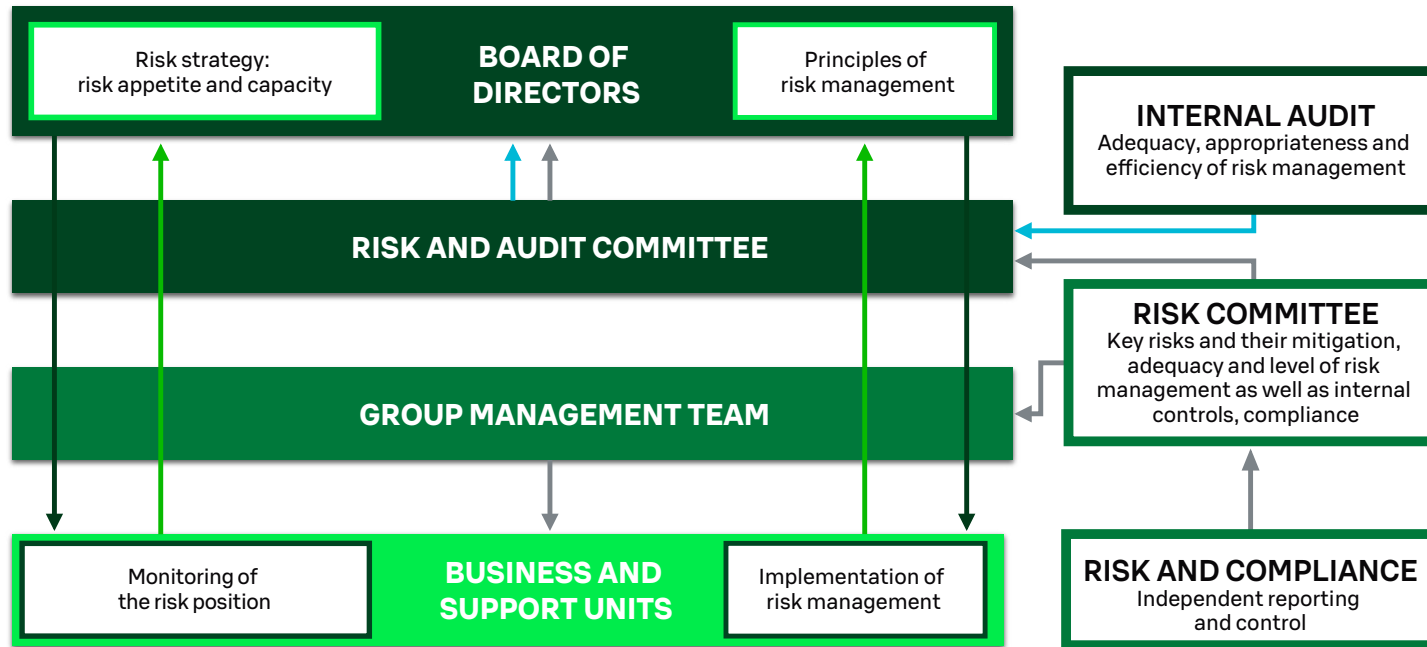 Risk strategy:
risk appetite and capacity
BOARD OF
DIRECTORS
Principles of
risk management
INTERNAL AUDIT
Adequacy, appropriateness and
efficiency of risk management
RISK AND AUDIT COMMITTEE
RISK COMMITTEE
Key risks and their mitigation,
adequacy and level of risk
management as well as internal
controls, compliance
GROUP MANAGEMENT TEAM
Monitoring of
the risk position
BUSINESS AND
SUPPORT UNITS
Implementation of
risk management
RISK AND COMPLIANCE
Independent reporting
and control